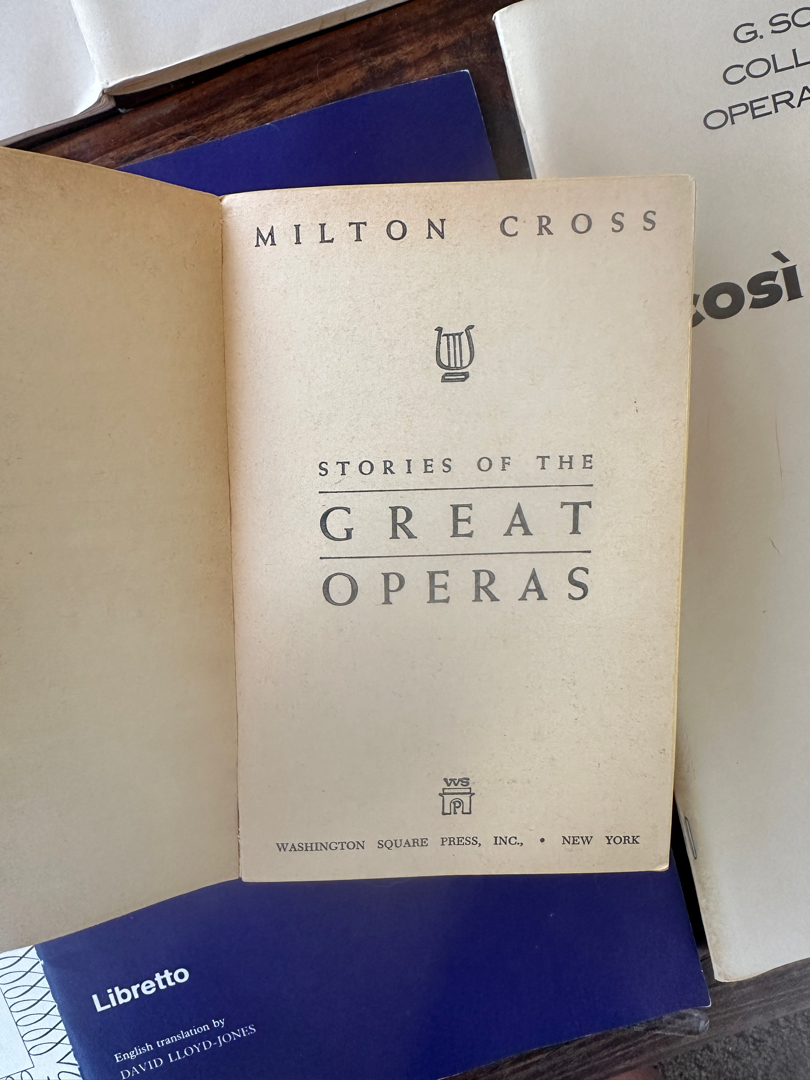 MILTON CROSS
STORIES OF THE
GREAT
OPERAS
WSP
WASHINGTON SQUARE PRESS, INC., • NEW YORK
G. SC
COLL
OPERA
così
Libretto
English translation by
DAVID LLOYD-JONES